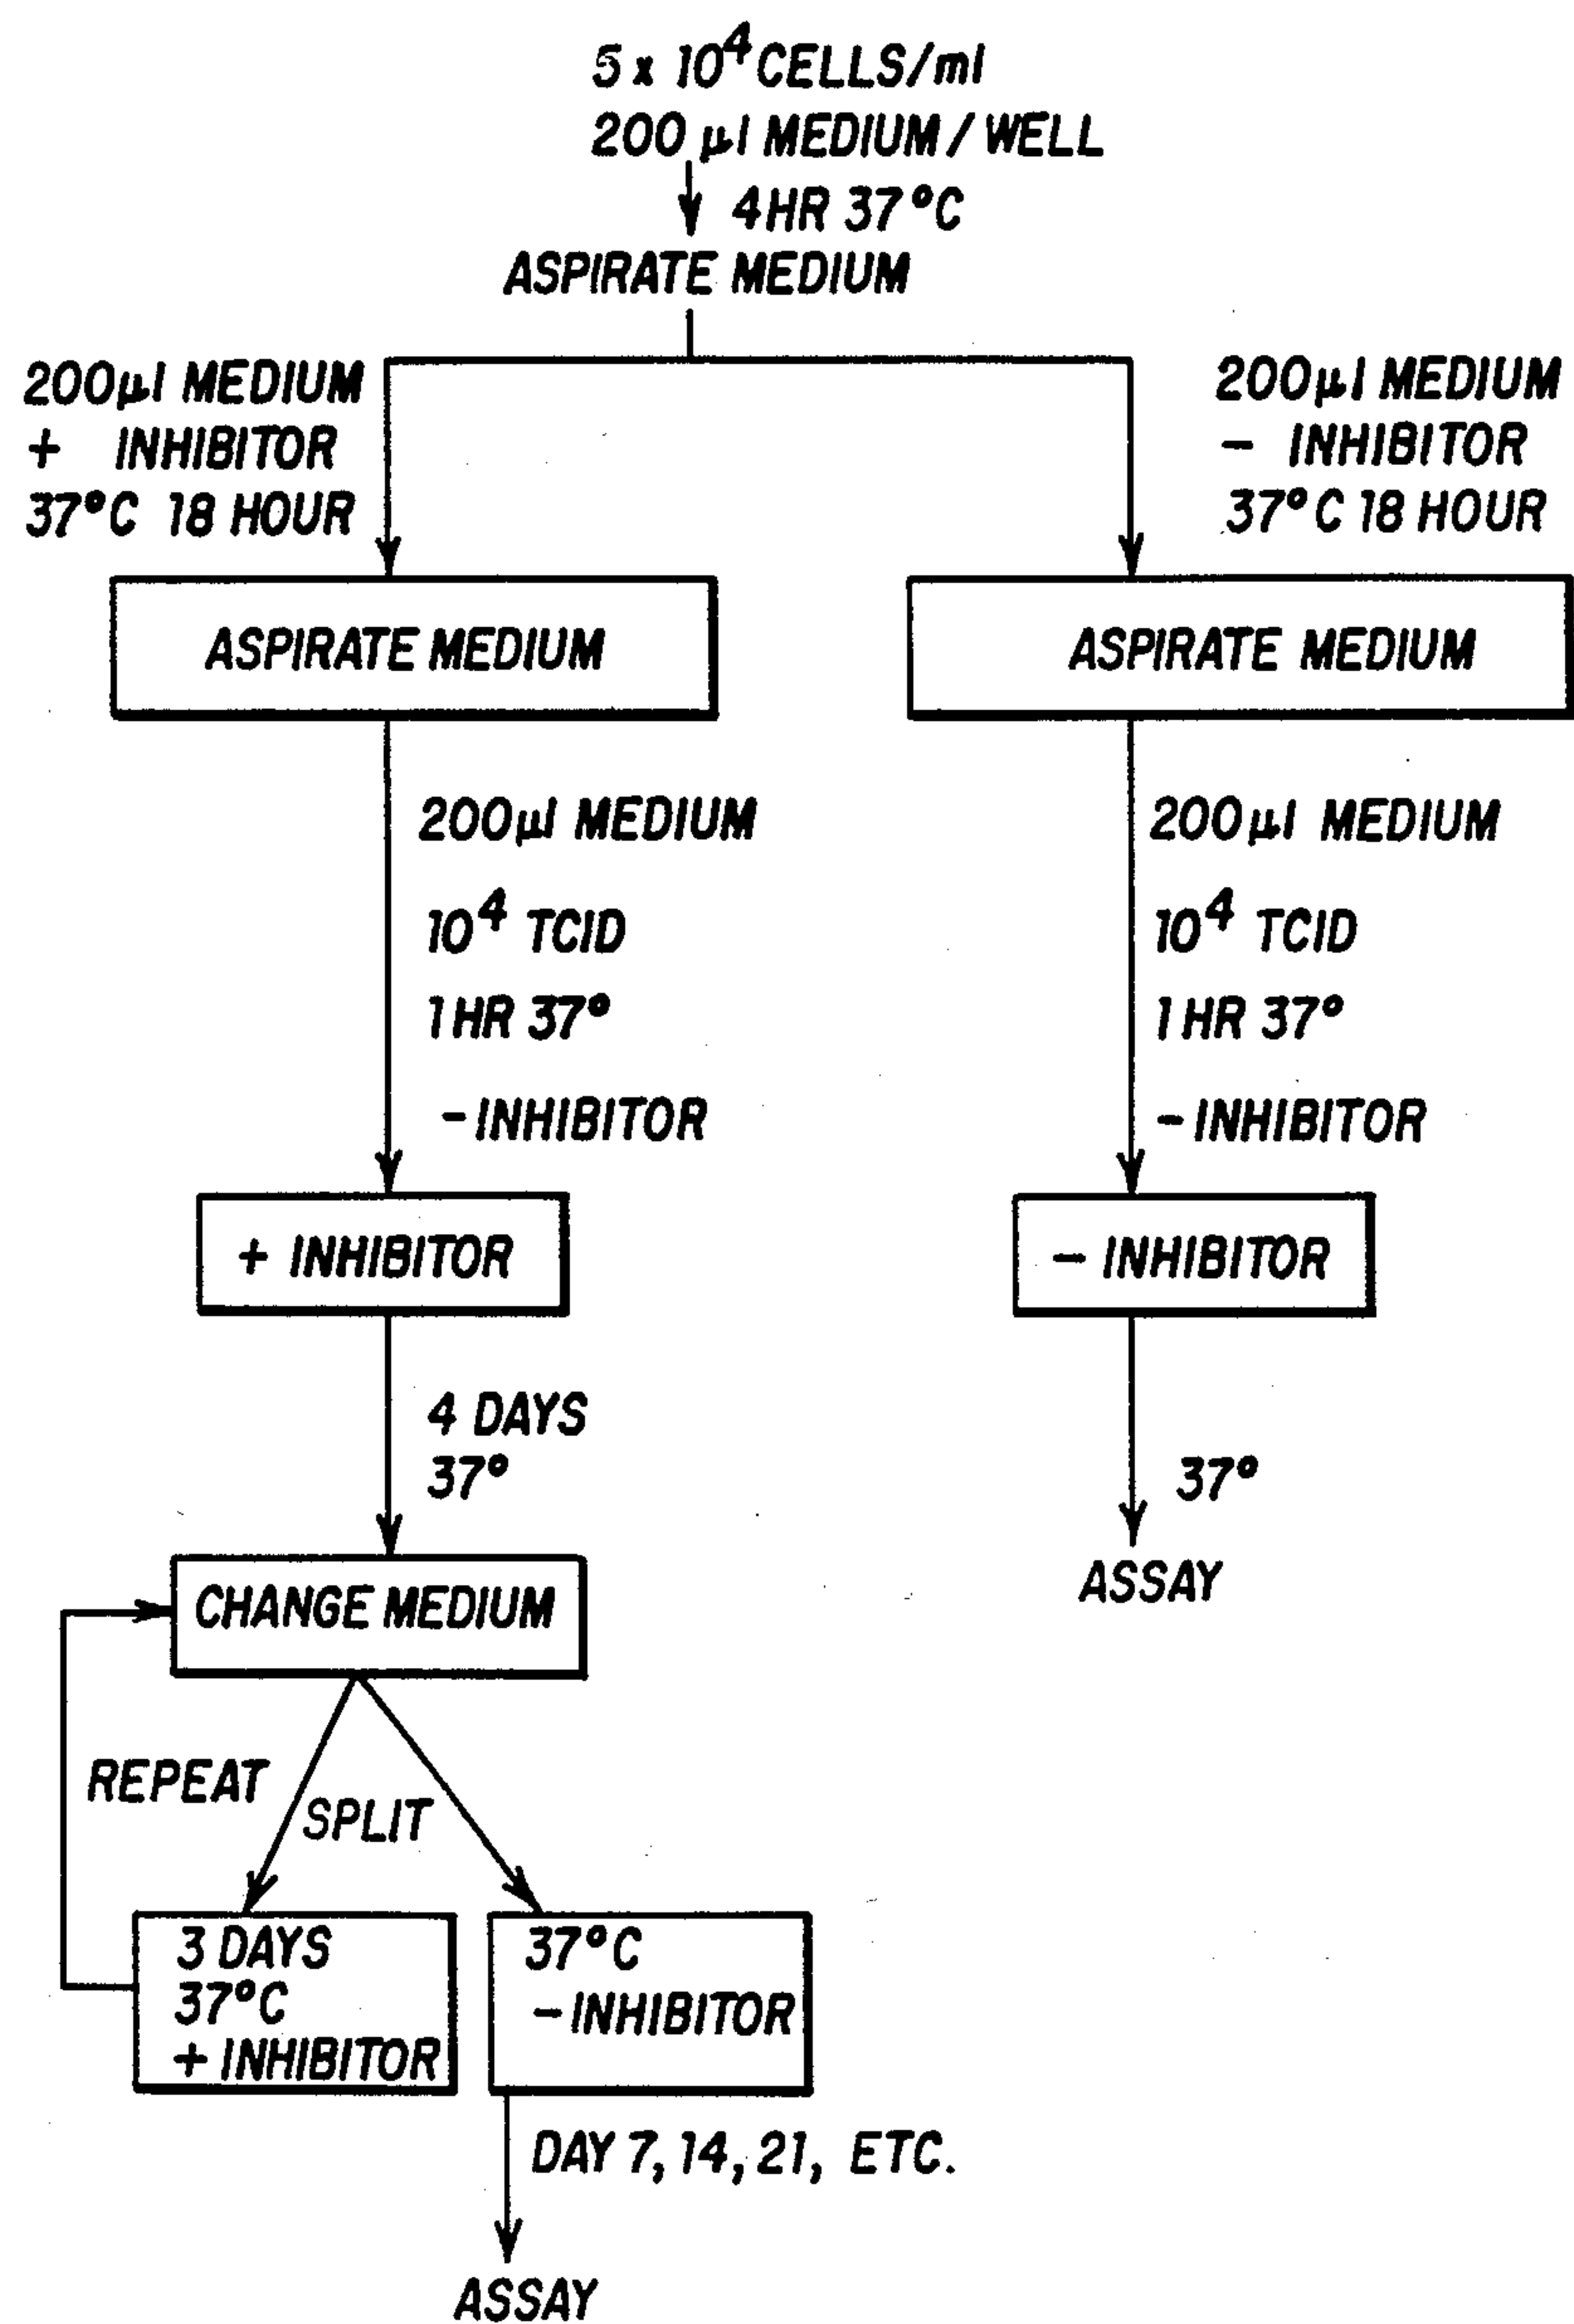 5 x 10⁴ CELLS/ml
200 µl MEDIUM / WELL
4HR 37°C
ASPIRATE MEDIUM
200µl MEDIUM
+ INHIBITOR
37°C 18 HOUR
200µl MEDIUM
- INHIBITOR
37°C 18 HOUR
ASPIRATE MEDIUM
ASPIRATE MEDIUM
200µl MEDIUM
10⁴ TCID
1 HR 37°
- INHIBITOR
200µl MEDIUM
10⁴ TCID
1 HR 37°
- INHIBITOR
+ INHIBITOR
- INHIBITOR
4 DAYS
37°
37°
CHANGE MEDIUM
ASSAY
REPEAT
SPLIT
3 DAYS
37°C
+ INHIBITOR
37°C
- INHIBITOR
DAY 7, 14, 21, ETC.
ASSAY